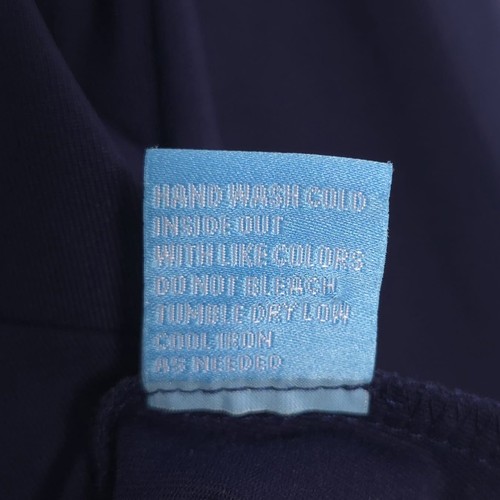 HAND WASH COLD
INSIDE OUT
WITH LIKE COLORS
DO NOT BLEACH
TUMBLE DRY LOW
COOL IRON
AS NEEDED